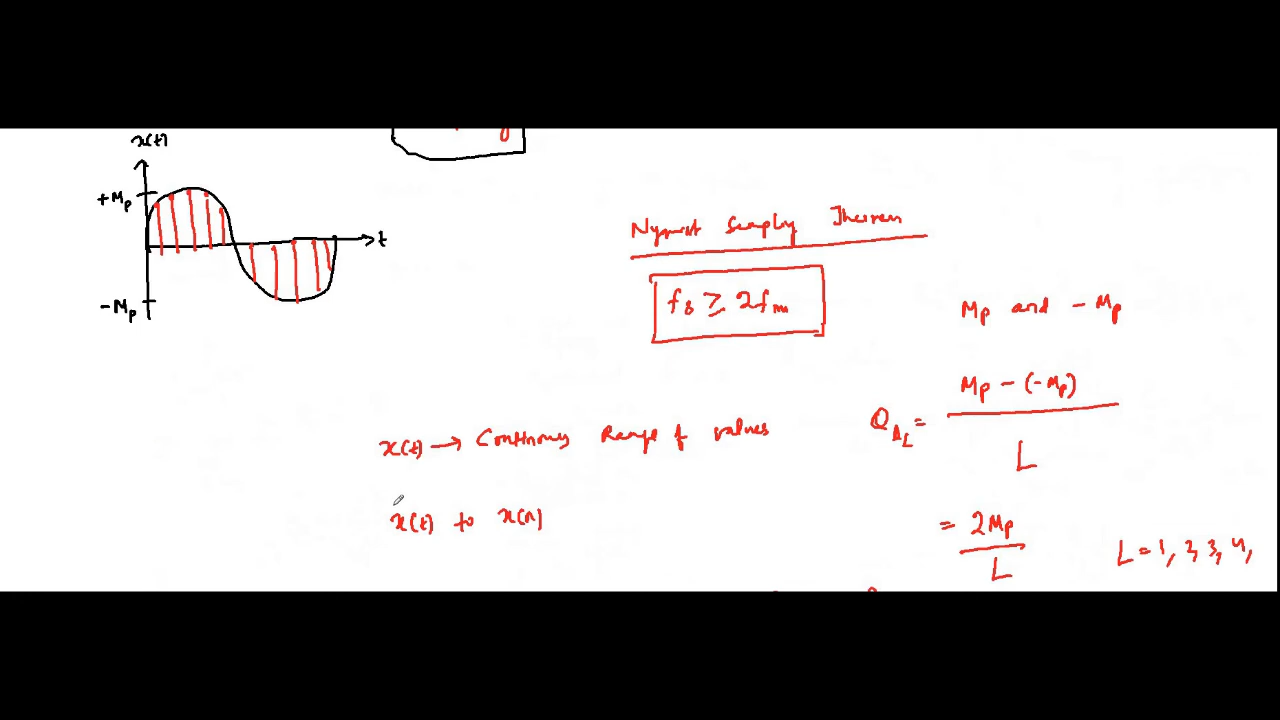 x(t)
+Mp
t
-Mp
Nyquist Sampling Theorem
fs ≥ 2fm
Mp and - Mp
QΔL = Mp - (-Mp) / L
x(t) → Continous Range of values
x(t) to x(n)
= 2Mp / L
L = 1, 2, 3, 4,